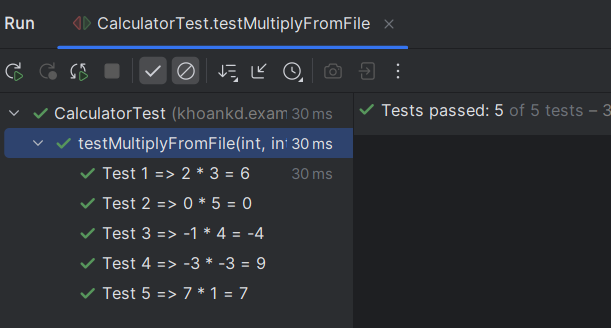 Run CalculatorTest.testMultiplyFromFile
CalculatorTest (khoankd.exam 30 ms
Tests passed: 5 of 5 tests – 3
testMultiplyFromFile(int, in 30 ms
Test 1 => 2 * 3 = 6 30 ms
Test 2 => 0 * 5 = 0
Test 3 => -1 * 4 = -4
Test 4 => -3 * -3 = 9
Test 5 => 7 * 1 = 7